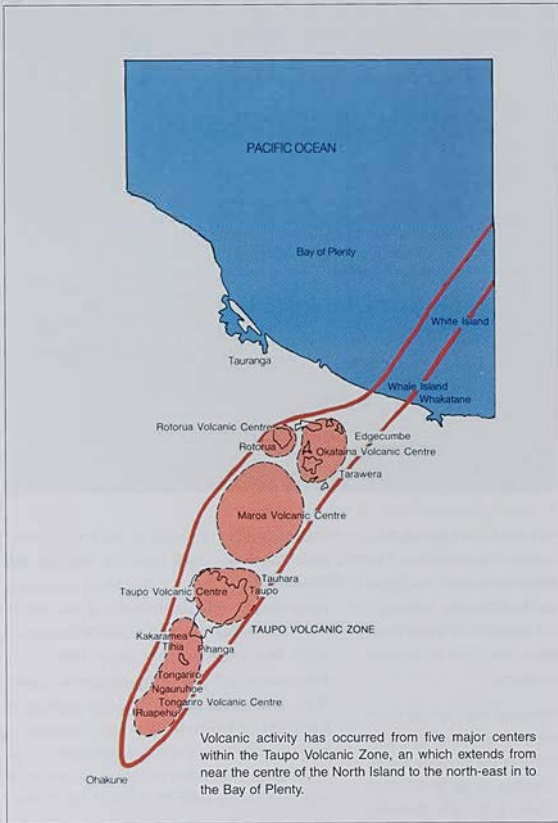 PACIFIC OCEAN
Bay of Plenty
White Island
Tauranga
Whale Island
Whakatane
Rotorua Volcanic Centre
Edgecumbe
Rotorua
Okataina Volcanic Centre
Tarawera
Maroa Volcanic Centre
Tauhara
Taupo Volcanic Centre
Taupo
TAUPO VOLCANIC ZONE
Kakaramea
Tihia
Pihanga
Tongariro
Ngauruhoe
Tongariro Volcanic Centre
Ruapehu
Ohakune
Volcanic activity has occurred from five major centers
within the Taupo Volcanic Zone, an which extends from
near the centre of the North Island to the north-east in to
the Bay of Plenty.